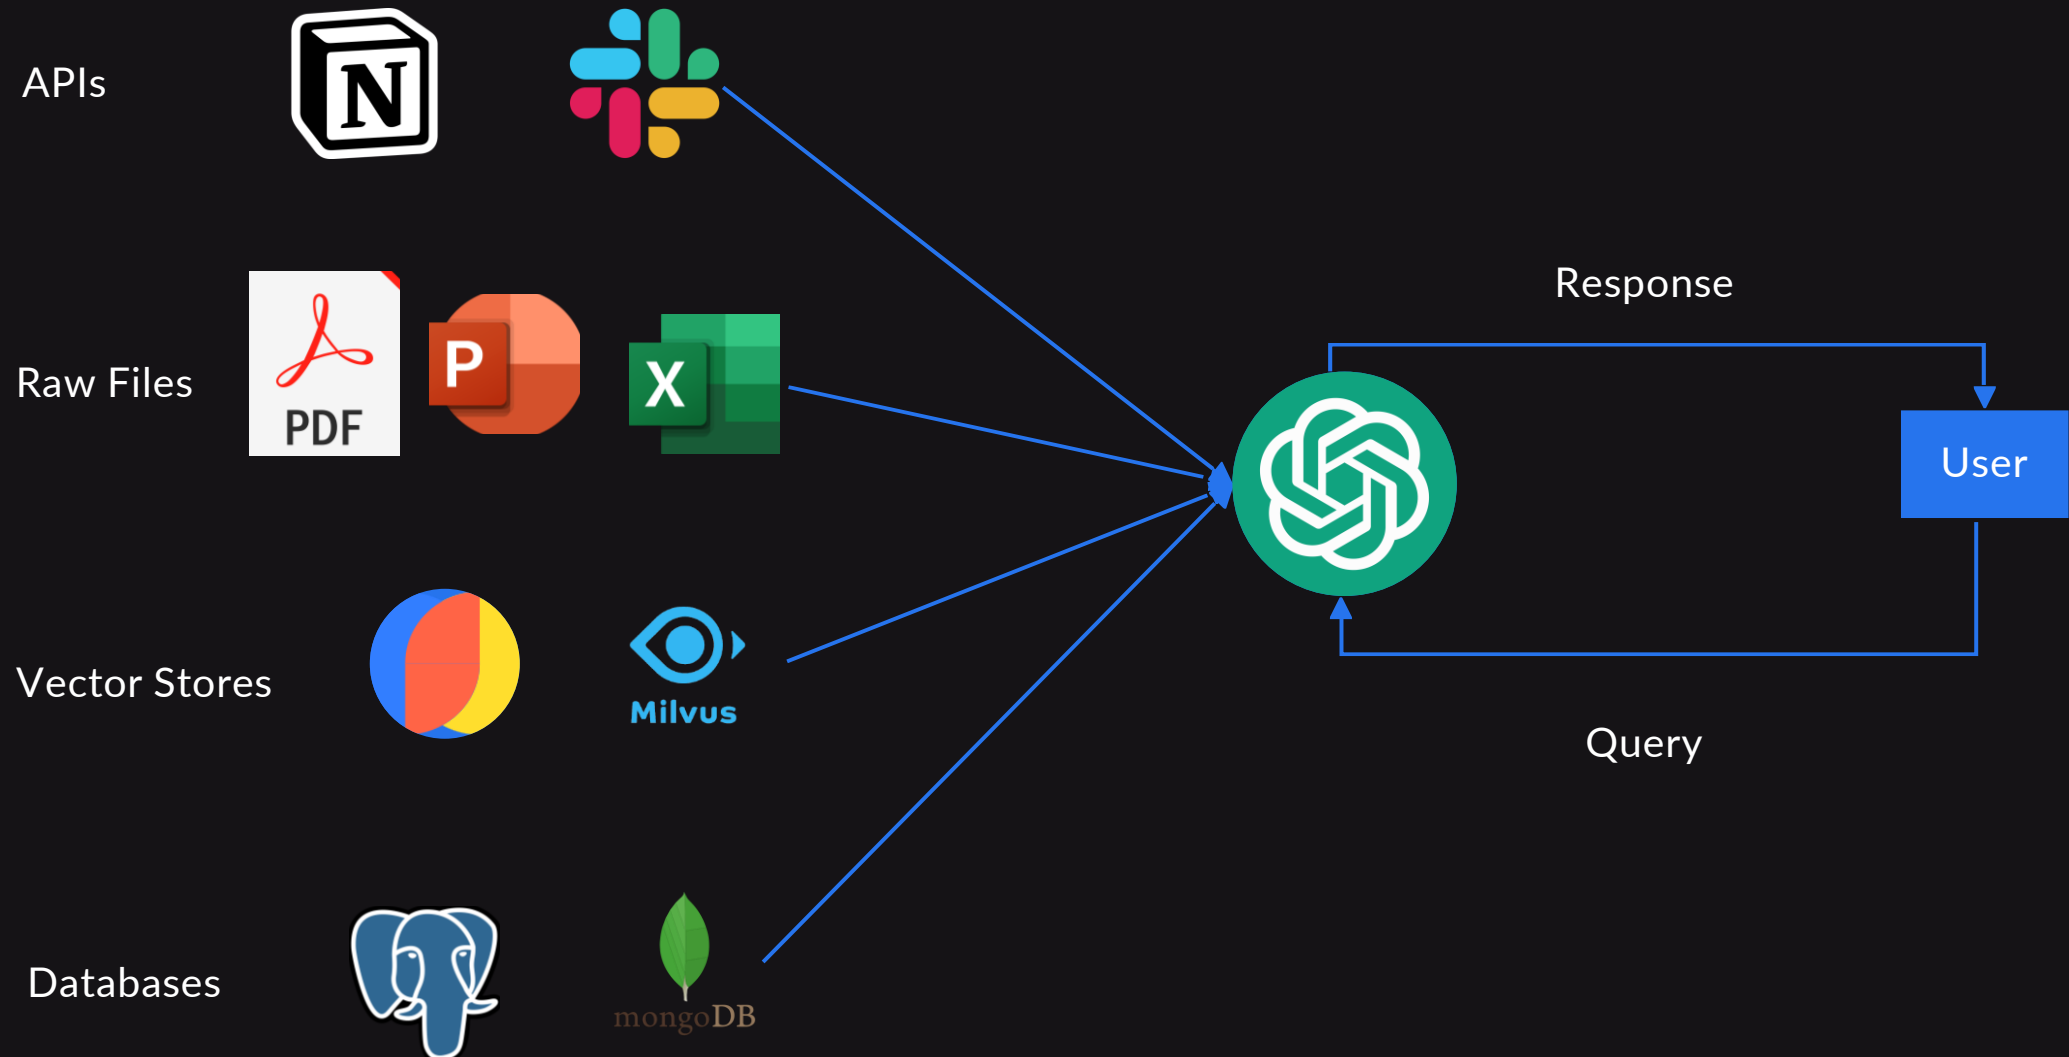 APIs
N
Response
Raw Files
PDF
P
X
User
Vector Stores
Milvus
Query
Databases
mongoDB